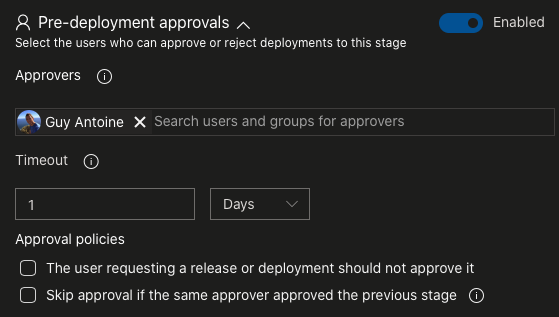 Pre-deployment approvals
Enabled
Select the users who can approve or reject deployments to this stage
Approvers
Guy Antoine Search users and groups for approvers
Timeout
1 Days
Approval policies
The user requesting a release or deployment should not approve it
Skip approval if the same approver approved the previous stage